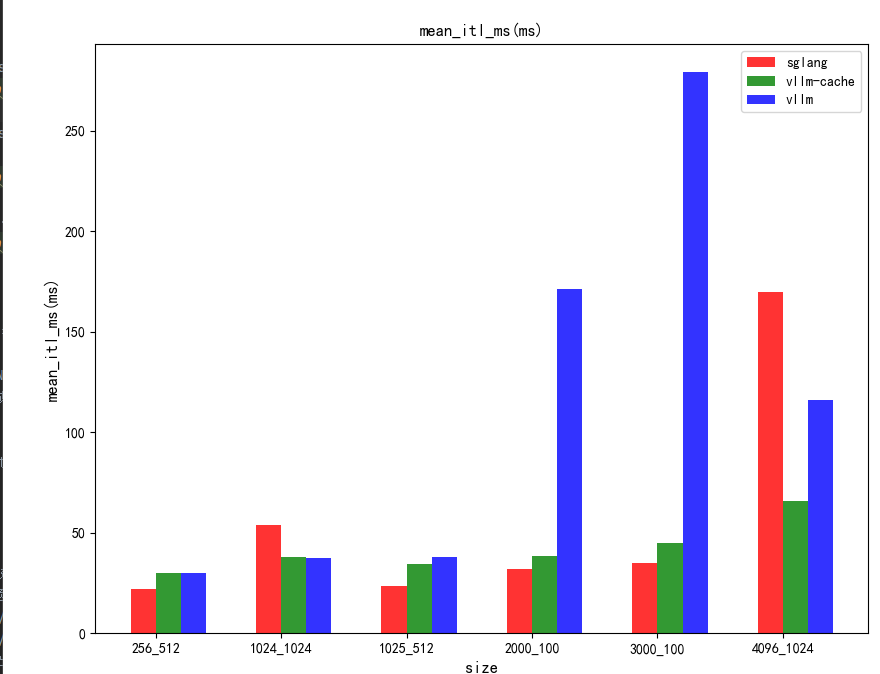 mean_itl_ms(ms)
sglang
vllm-cache
vllm
mean_itl_ms(ms)
250
200
150
100
50
0
256_512 1024_1024 1025_512 2000_100 3000_100 4096_1024
size